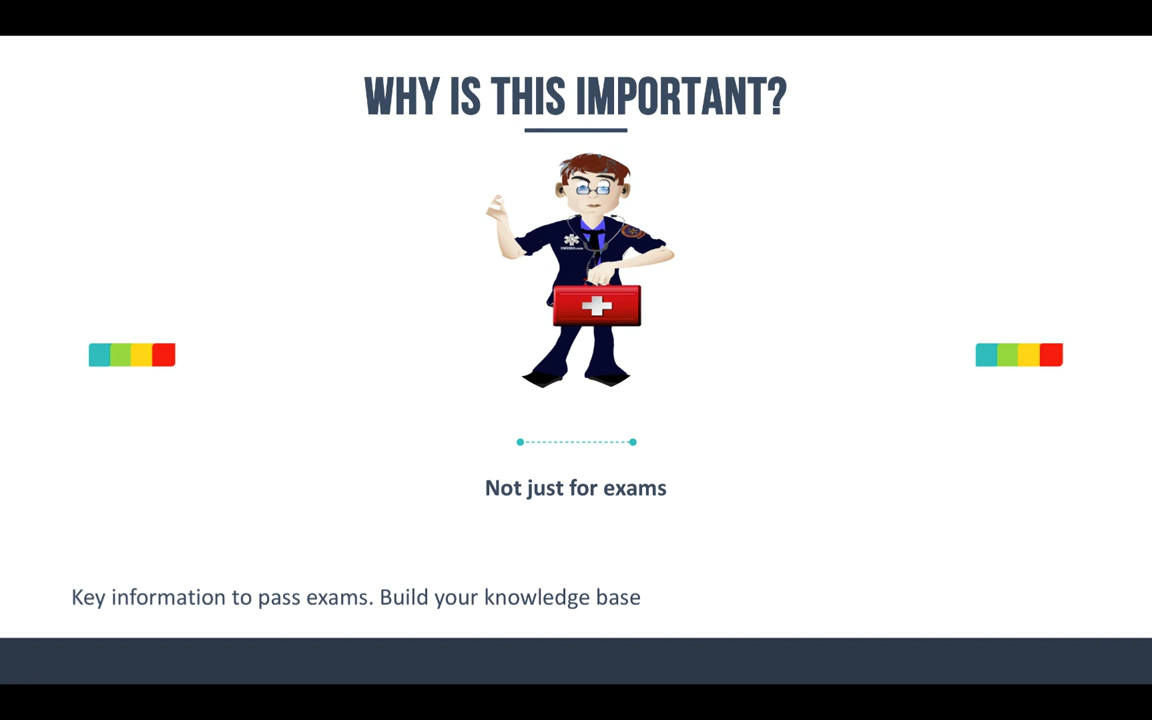 WHY IS THIS IMPORTANT?
Not just for exams
Key information to pass exams. Build your knowledge base